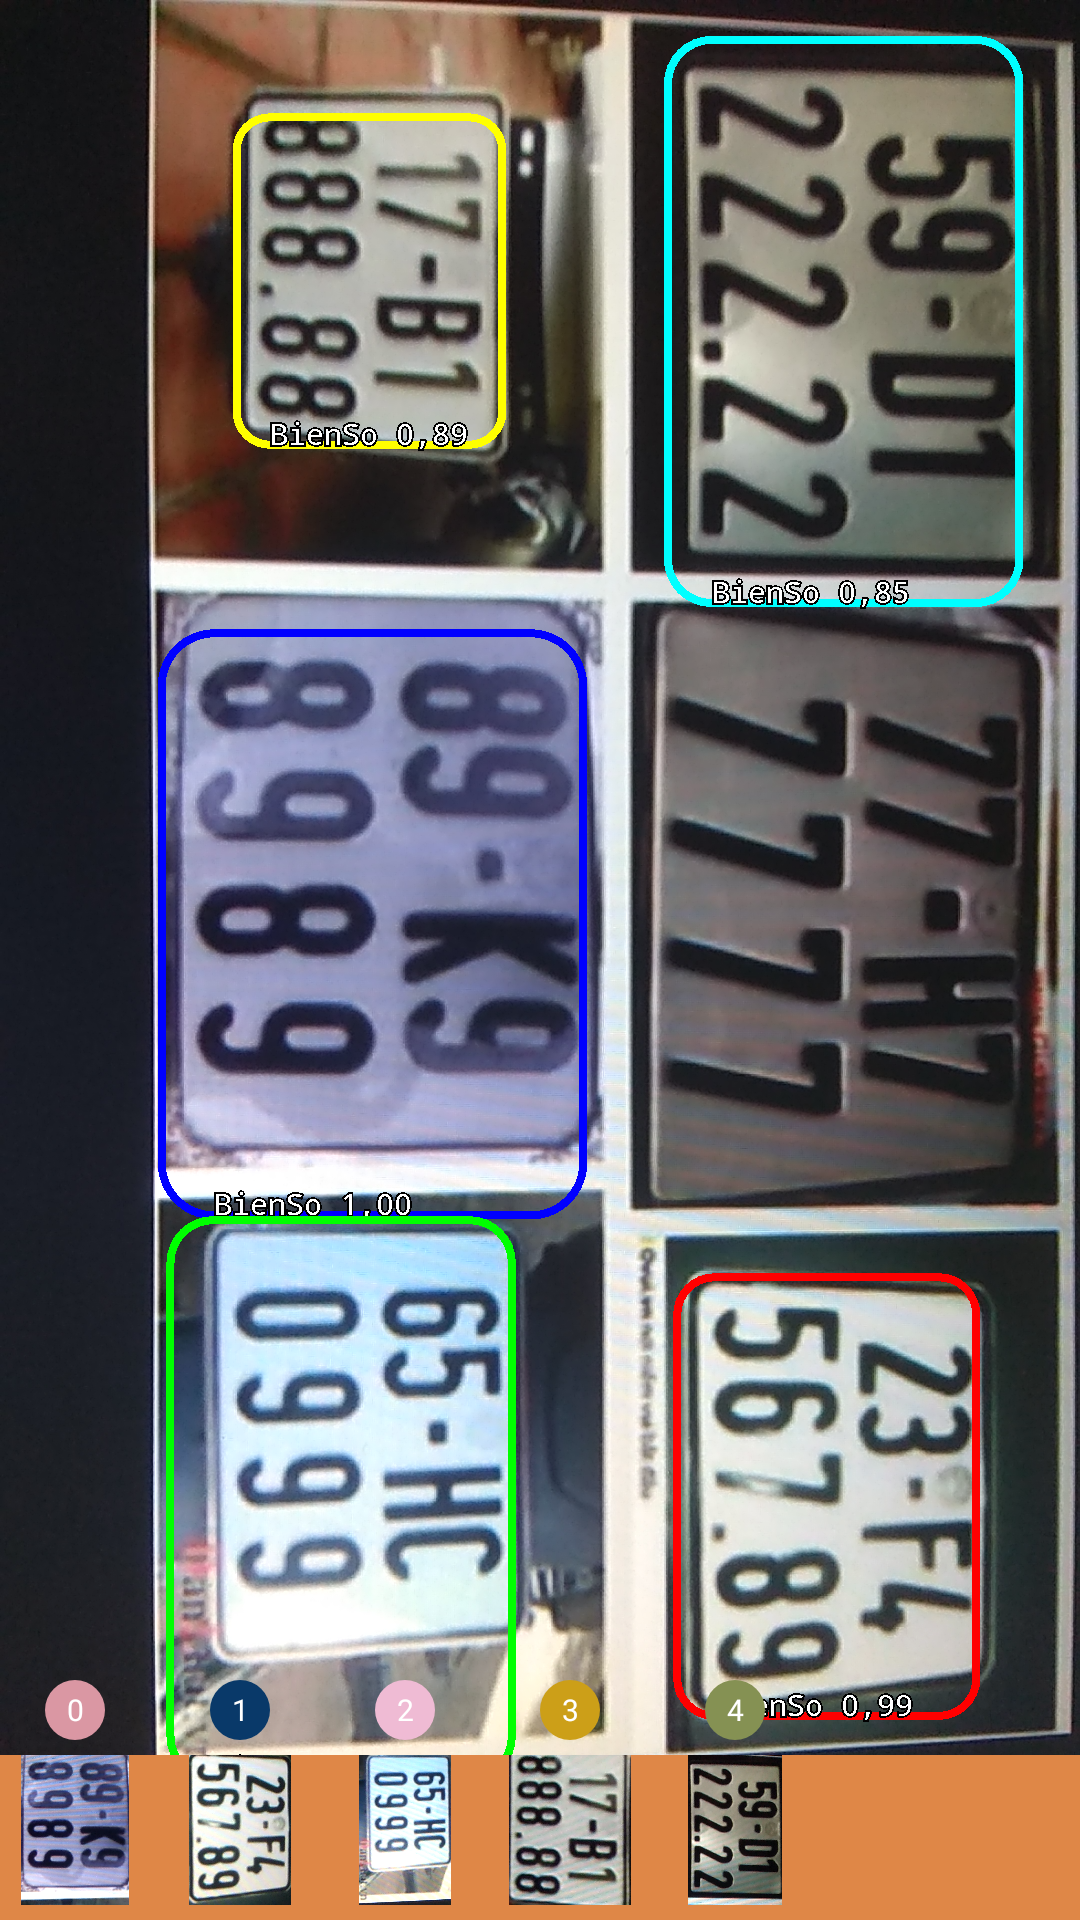 17-B1
888.88
BienSo 0,89
59-D1
222.22
BienSo 0,85
89-K9
8989
BienSo 1,00
77-H7
7777
65-HC
0999
23-F4
567.89
enSo 0,99
0
1
2
3
4
89-K9
8989
23-F4
567.89
65-HC
0999
17-B1
888.88
59-D1
222.22